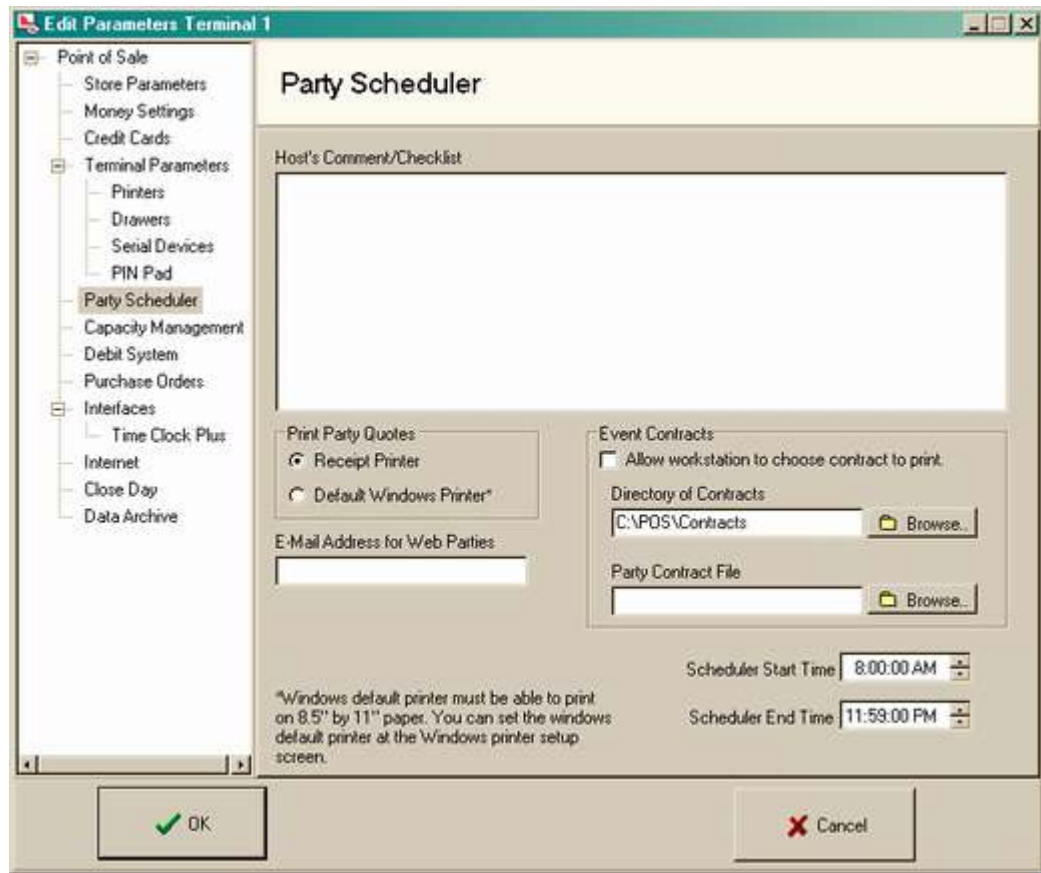 Edit Parameters Terminal 1
Point of Sale
Store Parameters
Money Settings
Credit Cards
Terminal Parameters
Printers
Drawers
Serial Devices
PIN Pad
Party Scheduler
Capacity Management
Debit System
Purchase Orders
Interfaces
Time Clock Plus
Internet
Close Day
Data Archive
Party Scheduler
Host's Comment/Checklist
Print Party Quotes
Receipt Printer
Default Windows Printer*
E-Mail Address for Web Parties
Event Contracts
Allow workstation to choose contract to print.
Directory of Contracts
C:\POS\Contracts
Browse..
Party Contract File
Browse..
Scheduler Start Time 8:00:00 AM
Scheduler End Time 11:59:00 PM
*Windows default printer must be able to print
on 8.5" by 11" paper. You can set the windows
default printer at the Windows printer setup
screen.
OK
Cancel